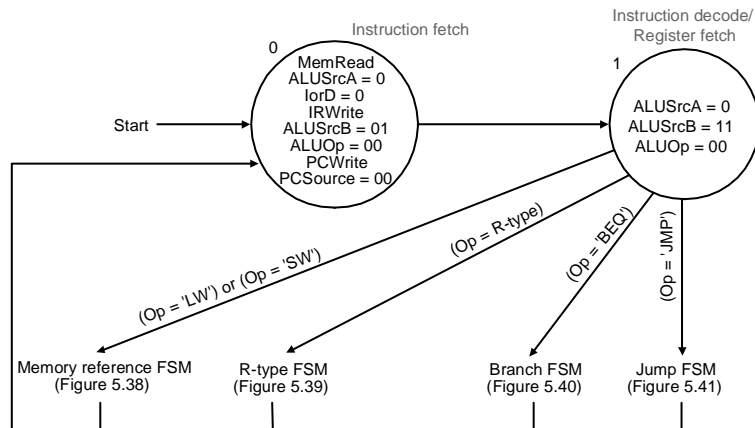 Instruction fetch
Instruction decode/
Register fetch
0
MemRead
ALUSrcA = 0
IorD = 0
IRWrite
ALUSrcB = 01
ALUOp = 00
PCWrite
PCSource = 00
Start
1
ALUSrcA = 0
ALUSrcB = 11
ALUOp = 00
(Op = 'LW') or (Op = 'SW')
(Op = R-type)
(Op = 'BEQ')
(Op = 'JMP')
Memory reference FSM
(Figure 5.38)
R-type FSM
(Figure 5.39)
Branch FSM
(Figure 5.40)
Jump FSM
(Figure 5.41)